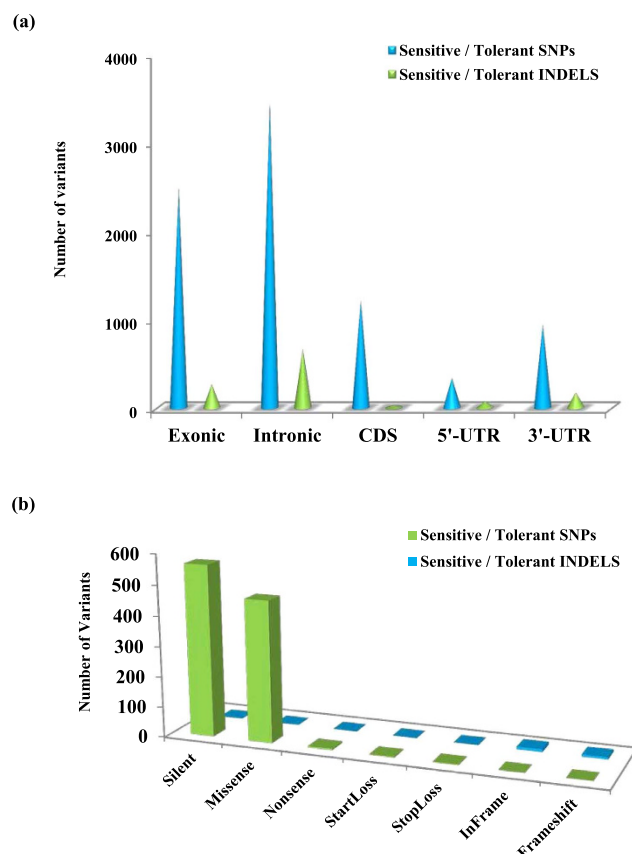 (a)
Sensitive / Tolerant SNPs
Sensitive / Tolerant INDELS
Number of variants
4000
3000
2000
1000
0
Exonic Intronic CDS 5'-UTR 3'-UTR
(b)
Sensitive / Tolerant SNPs
Sensitive / Tolerant INDELS
Number of Variants
600
500
400
300
200
100
0
Silent
Missense
Nonsense
StartLoss
StopLoss
InFrame
Frameshift